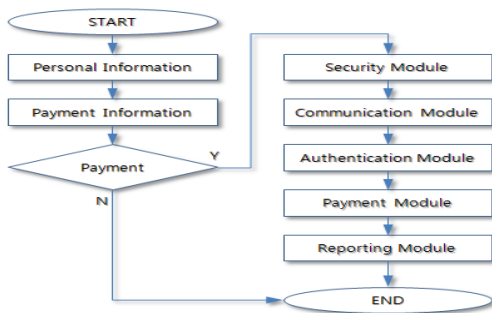 START
Personal Information
Payment Information
Payment
Y
N
Security Module
Communication Module
Authentication Module
Payment Module
Reporting Module
END